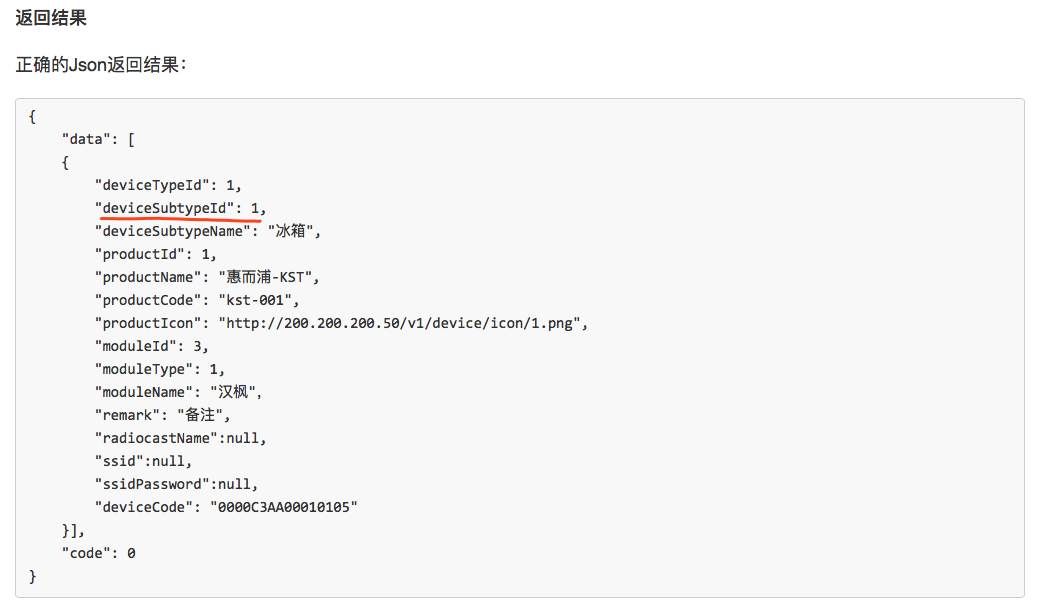 返回结果
正确的Json返回结果：
{
    "data": [
    {
        "deviceTypeId": 1,
        "deviceSubtypeId": 1,
        "deviceSubtypeName": "冰箱",
        "productId": 1,
        "productName": "惠而浦-KST",
        "productCode": "kst-001",
        "productIcon": "http://200.200.200.50/v1/device/icon/1.png",
        "moduleId": 3,
        "moduleType": 1,
        "moduleName": "汉枫",
        "remark": "备注",
        "radiocastName":null,
        "ssid":null,
        "ssidPassword":null,
        "deviceCode": "0000C3AA00010105"
    }],
    "code": 0
}